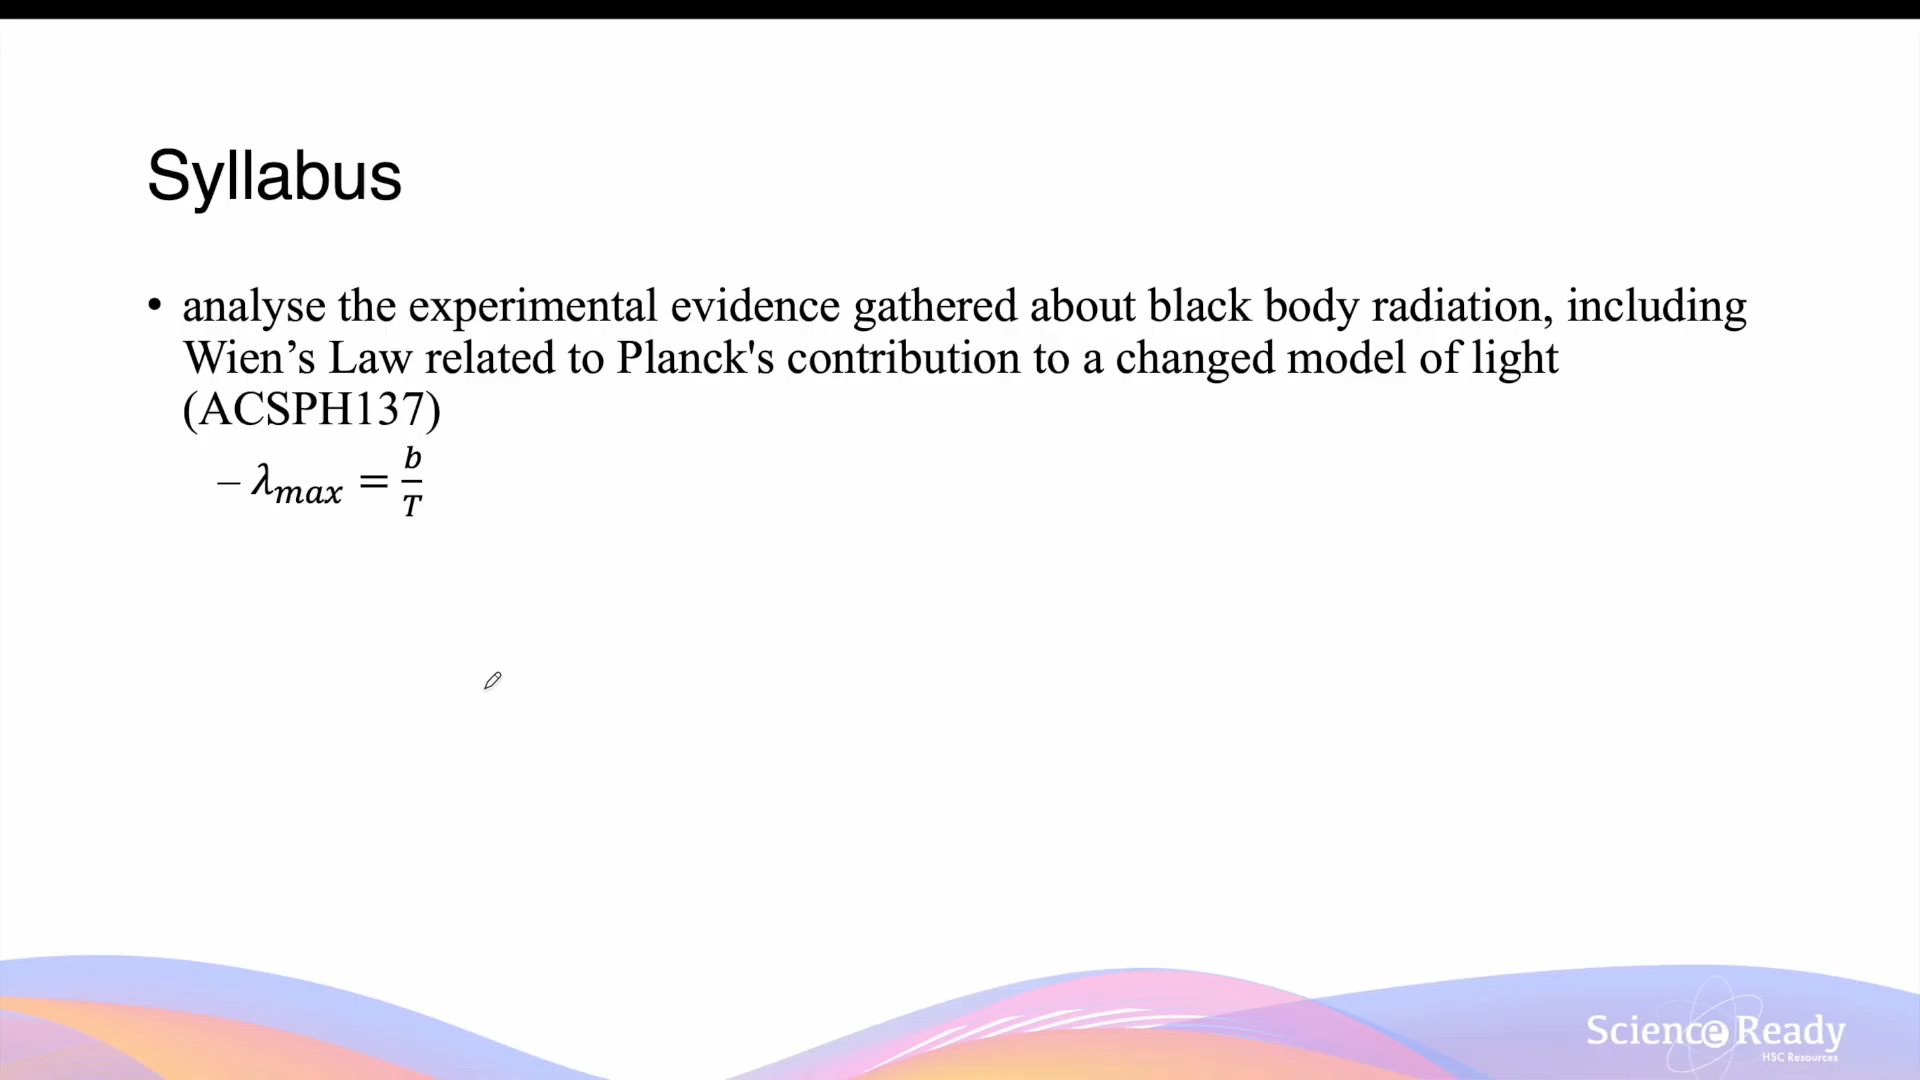 Syllabus
• analyse the experimental evidence gathered about black body radiation, including
Wien’s Law related to Planck's contribution to a changed model of light
(ACSPH137)
– λmax = b/T
Science Ready
HSC Resources